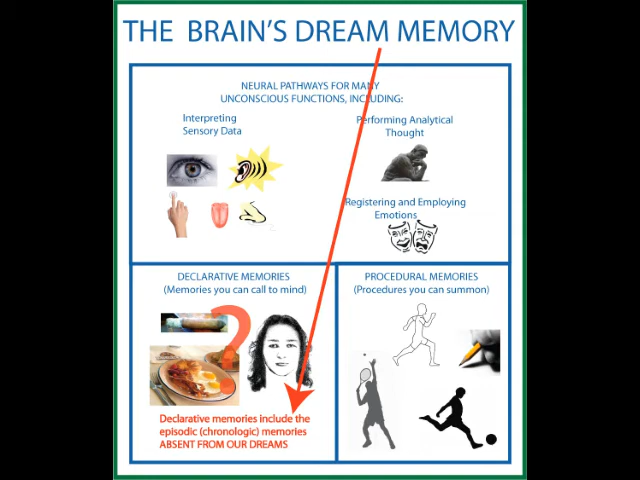 THE BRAIN'S DREAM MEMORY
NEURAL PATHWAYS FOR MANY
UNCONSCIOUS FUNCTIONS, INCLUDING:
Interpreting
Sensory Data
Performing Analytical
Thought
Registering and Employing
Emotions
DECLARATIVE MEMORIES
(Memories you can call to mind)
?
Declarative memories include the
episodic (chronologic) memories
ABSENT FROM OUR DREAMS
PROCEDURAL MEMORIES
(Procedures you can summon)